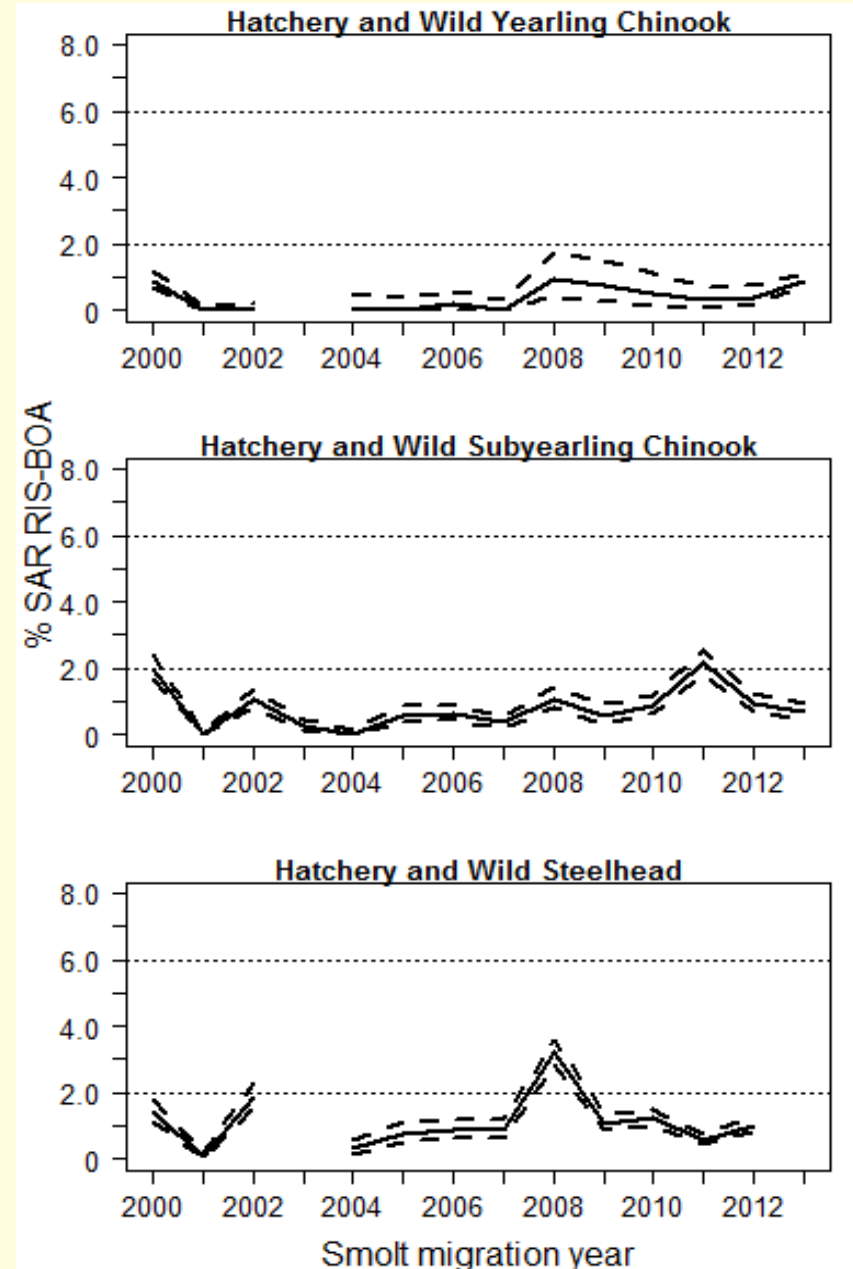 Hatchery and Wild Yearling Chinook
8.0
6.0
4.0
2.0
0
2000 2002 2004 2006 2008 2010 2012
% SAR RIS-BOA
Hatchery and Wild Subyearling Chinook
8.0
6.0
4.0
2.0
0
2000 2002 2004 2006 2008 2010 2012
Hatchery and Wild Steelhead
8.0
6.0
4.0
2.0
0
2000 2002 2004 2006 2008 2010 2012
Smolt migration year